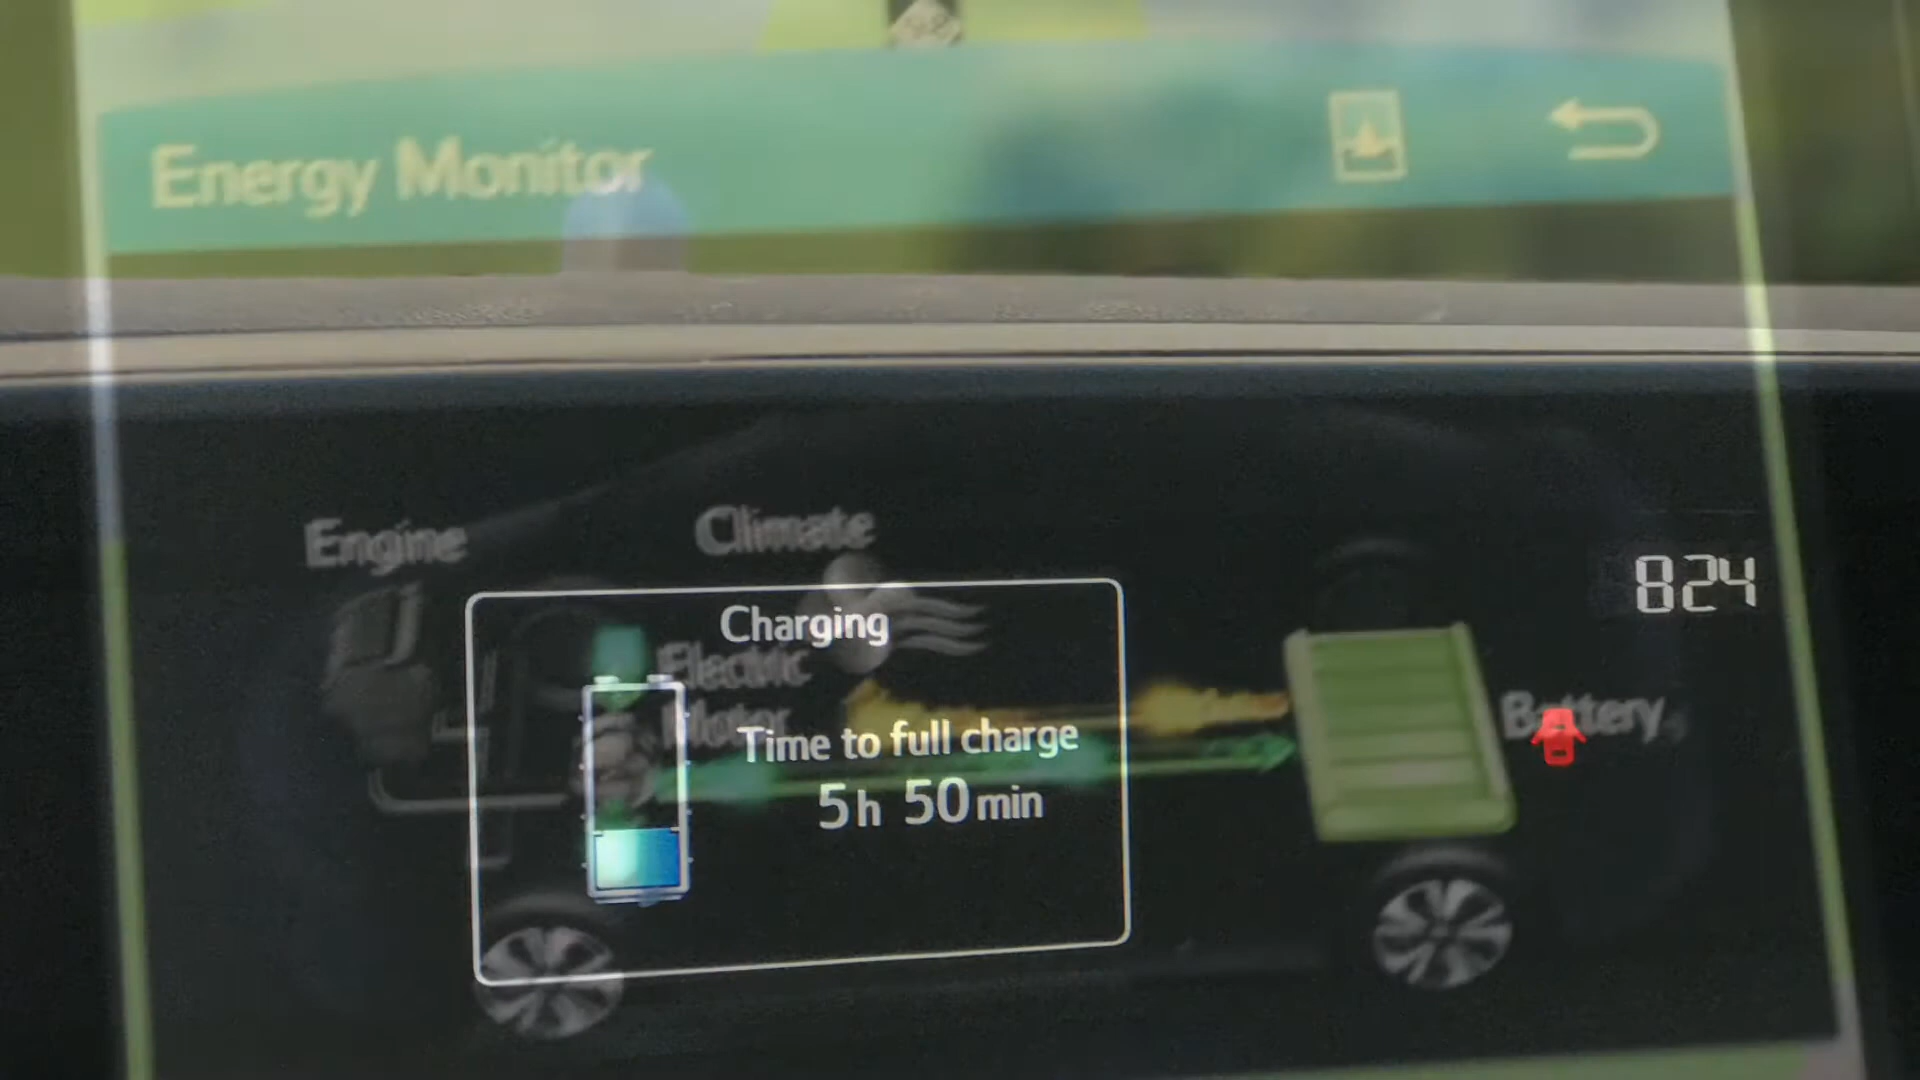 Energy Monitor
Engine
Climate
824
Charging
Electric
Motor
Battery
Time to full charge
5h 50min